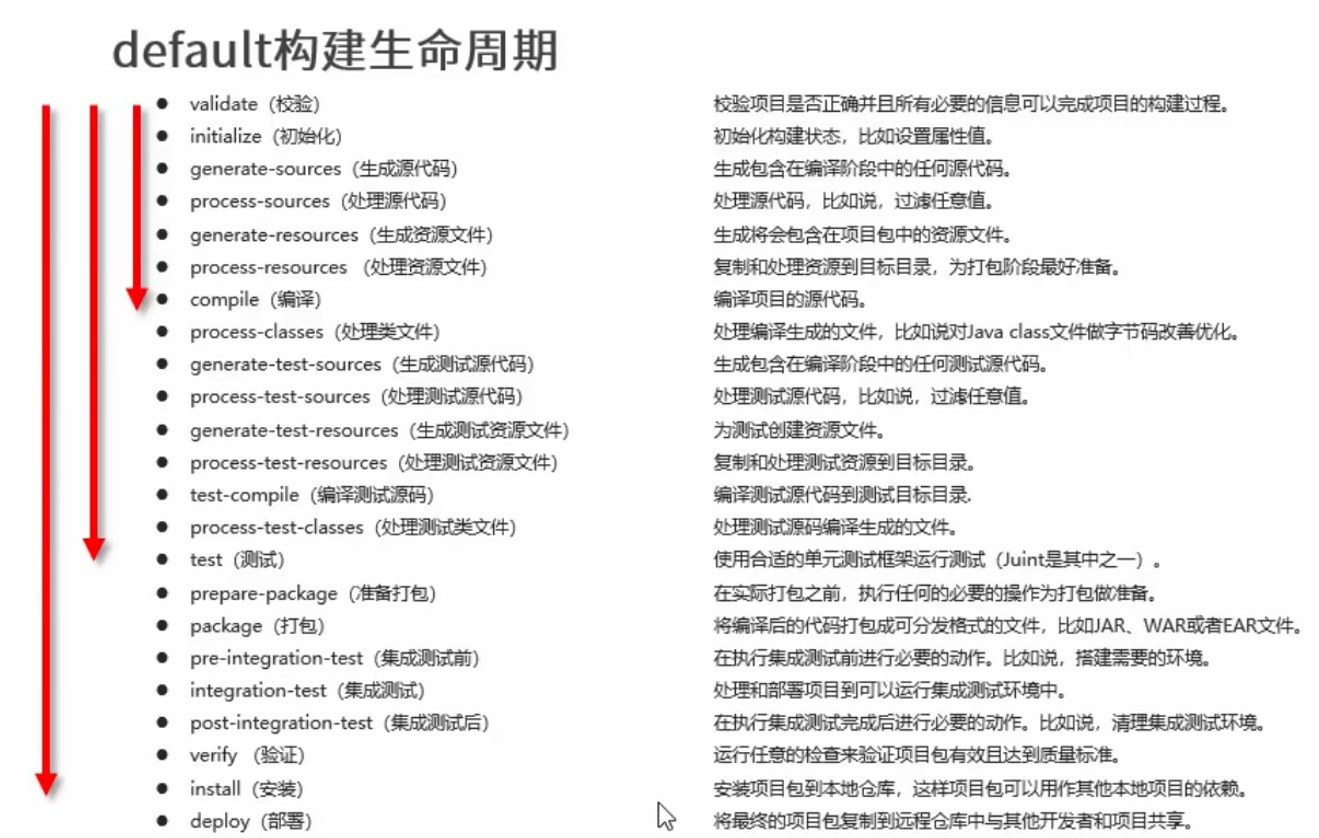 default构建生命周期
validate（校验） 校验项目是否正确并且所有必要的信息可以完成项目的构建过程。
initialize（初始化） 初始化构建状态，比如设置属性值。
generate-sources（生成源代码） 生成包含在编译阶段中的任何源代码。
process-sources（处理源代码） 处理源代码，比如说，过滤任意值。
generate-resources（生成资源文件） 生成将会包含在项目包中的资源文件。
process-resources （处理资源文件） 复制和处理资源到目标目录，为打包阶段最好准备。
compile（编译） 编译项目的源代码。
process-classes（处理类文件） 处理编译生成的文件，比如说对Java class文件做字节码改善优化。
generate-test-sources（生成测试源代码） 生成包含在编译阶段中的任何测试源代码。
process-test-sources（处理测试源代码） 处理测试源代码，比如说，过滤任意值。
generate-test-resources（生成测试资源文件） 为测试创建资源文件。
process-test-resources（处理测试资源文件） 复制和处理测试资源到目标目录。
test-compile（编译测试源码） 编译测试源代码到测试目标目录.
process-test-classes（处理测试类文件） 处理测试源码编译生成的文件。
test（测试） 使用合适的单元测试框架运行测试（Juint是其中之一）。
prepare-package（准备打包） 在实际打包之前，执行任何的必要的操作为打包做准备。
package（打包） 将编译后的代码打包成可分发格式的文件，比如JAR、WAR或者EAR文件。
pre-integration-test（集成测试前） 在执行集成测试前进行必要的动作。比如说，搭建需要的环境。
integration-test（集成测试） 处理和部署项目到可以运行集成测试环境中。
post-integration-test（集成测试后） 在执行集成测试完成后进行必要的动作。比如说，清理集成测试环境。
verify （验证） 运行任意的检查来验证项目包有效且达到质量标准。
install（安装） 安装项目包到本地仓库，这样项目包可以用作其他本地项目的依赖。
deploy（部署） 将最终的项目包复制到远程仓库中与其他开发者和项目共享。